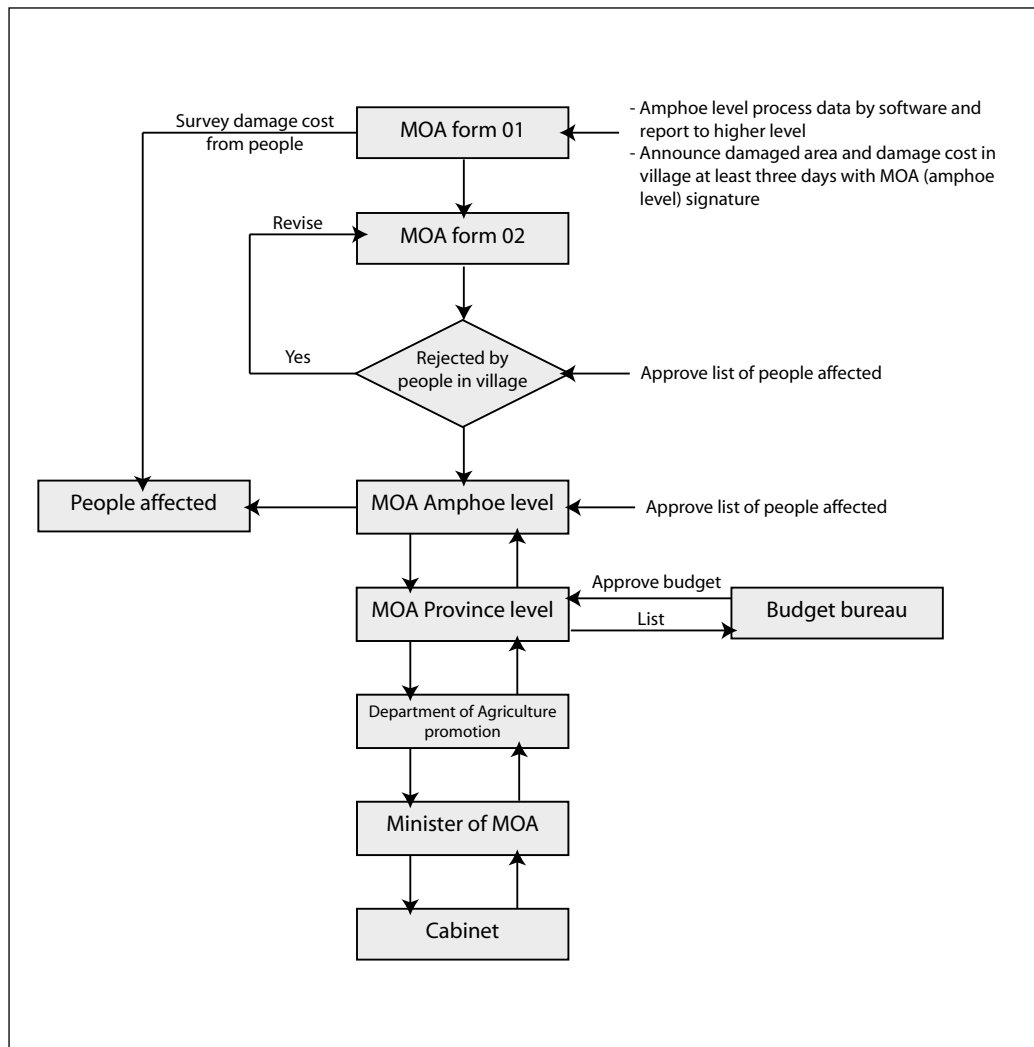 Survey damage cost
from people
MOA form 01
- Amphoe level process data by software and
report to higher level
- Announce damaged area and damage cost in
village at least three days with MOA (amphoe
level) signature
Revise
MOA form 02
Yes
Rejected by
people in village
Approve list of people affected
People affected
MOA Amphoe level
Approve list of people affected
MOA Province level
Approve budget
List
Budget bureau
Department of Agriculture
promotion
Minister of MOA
Cabinet